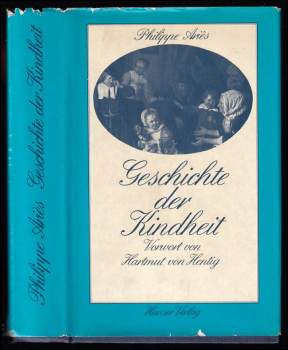 Philippe Ariès Geschichte der Kindheit
Philippe Ariès
Geschichte
der
Kindheit
Vorwort von
Hartmut von Hentig
Hanser Verlag